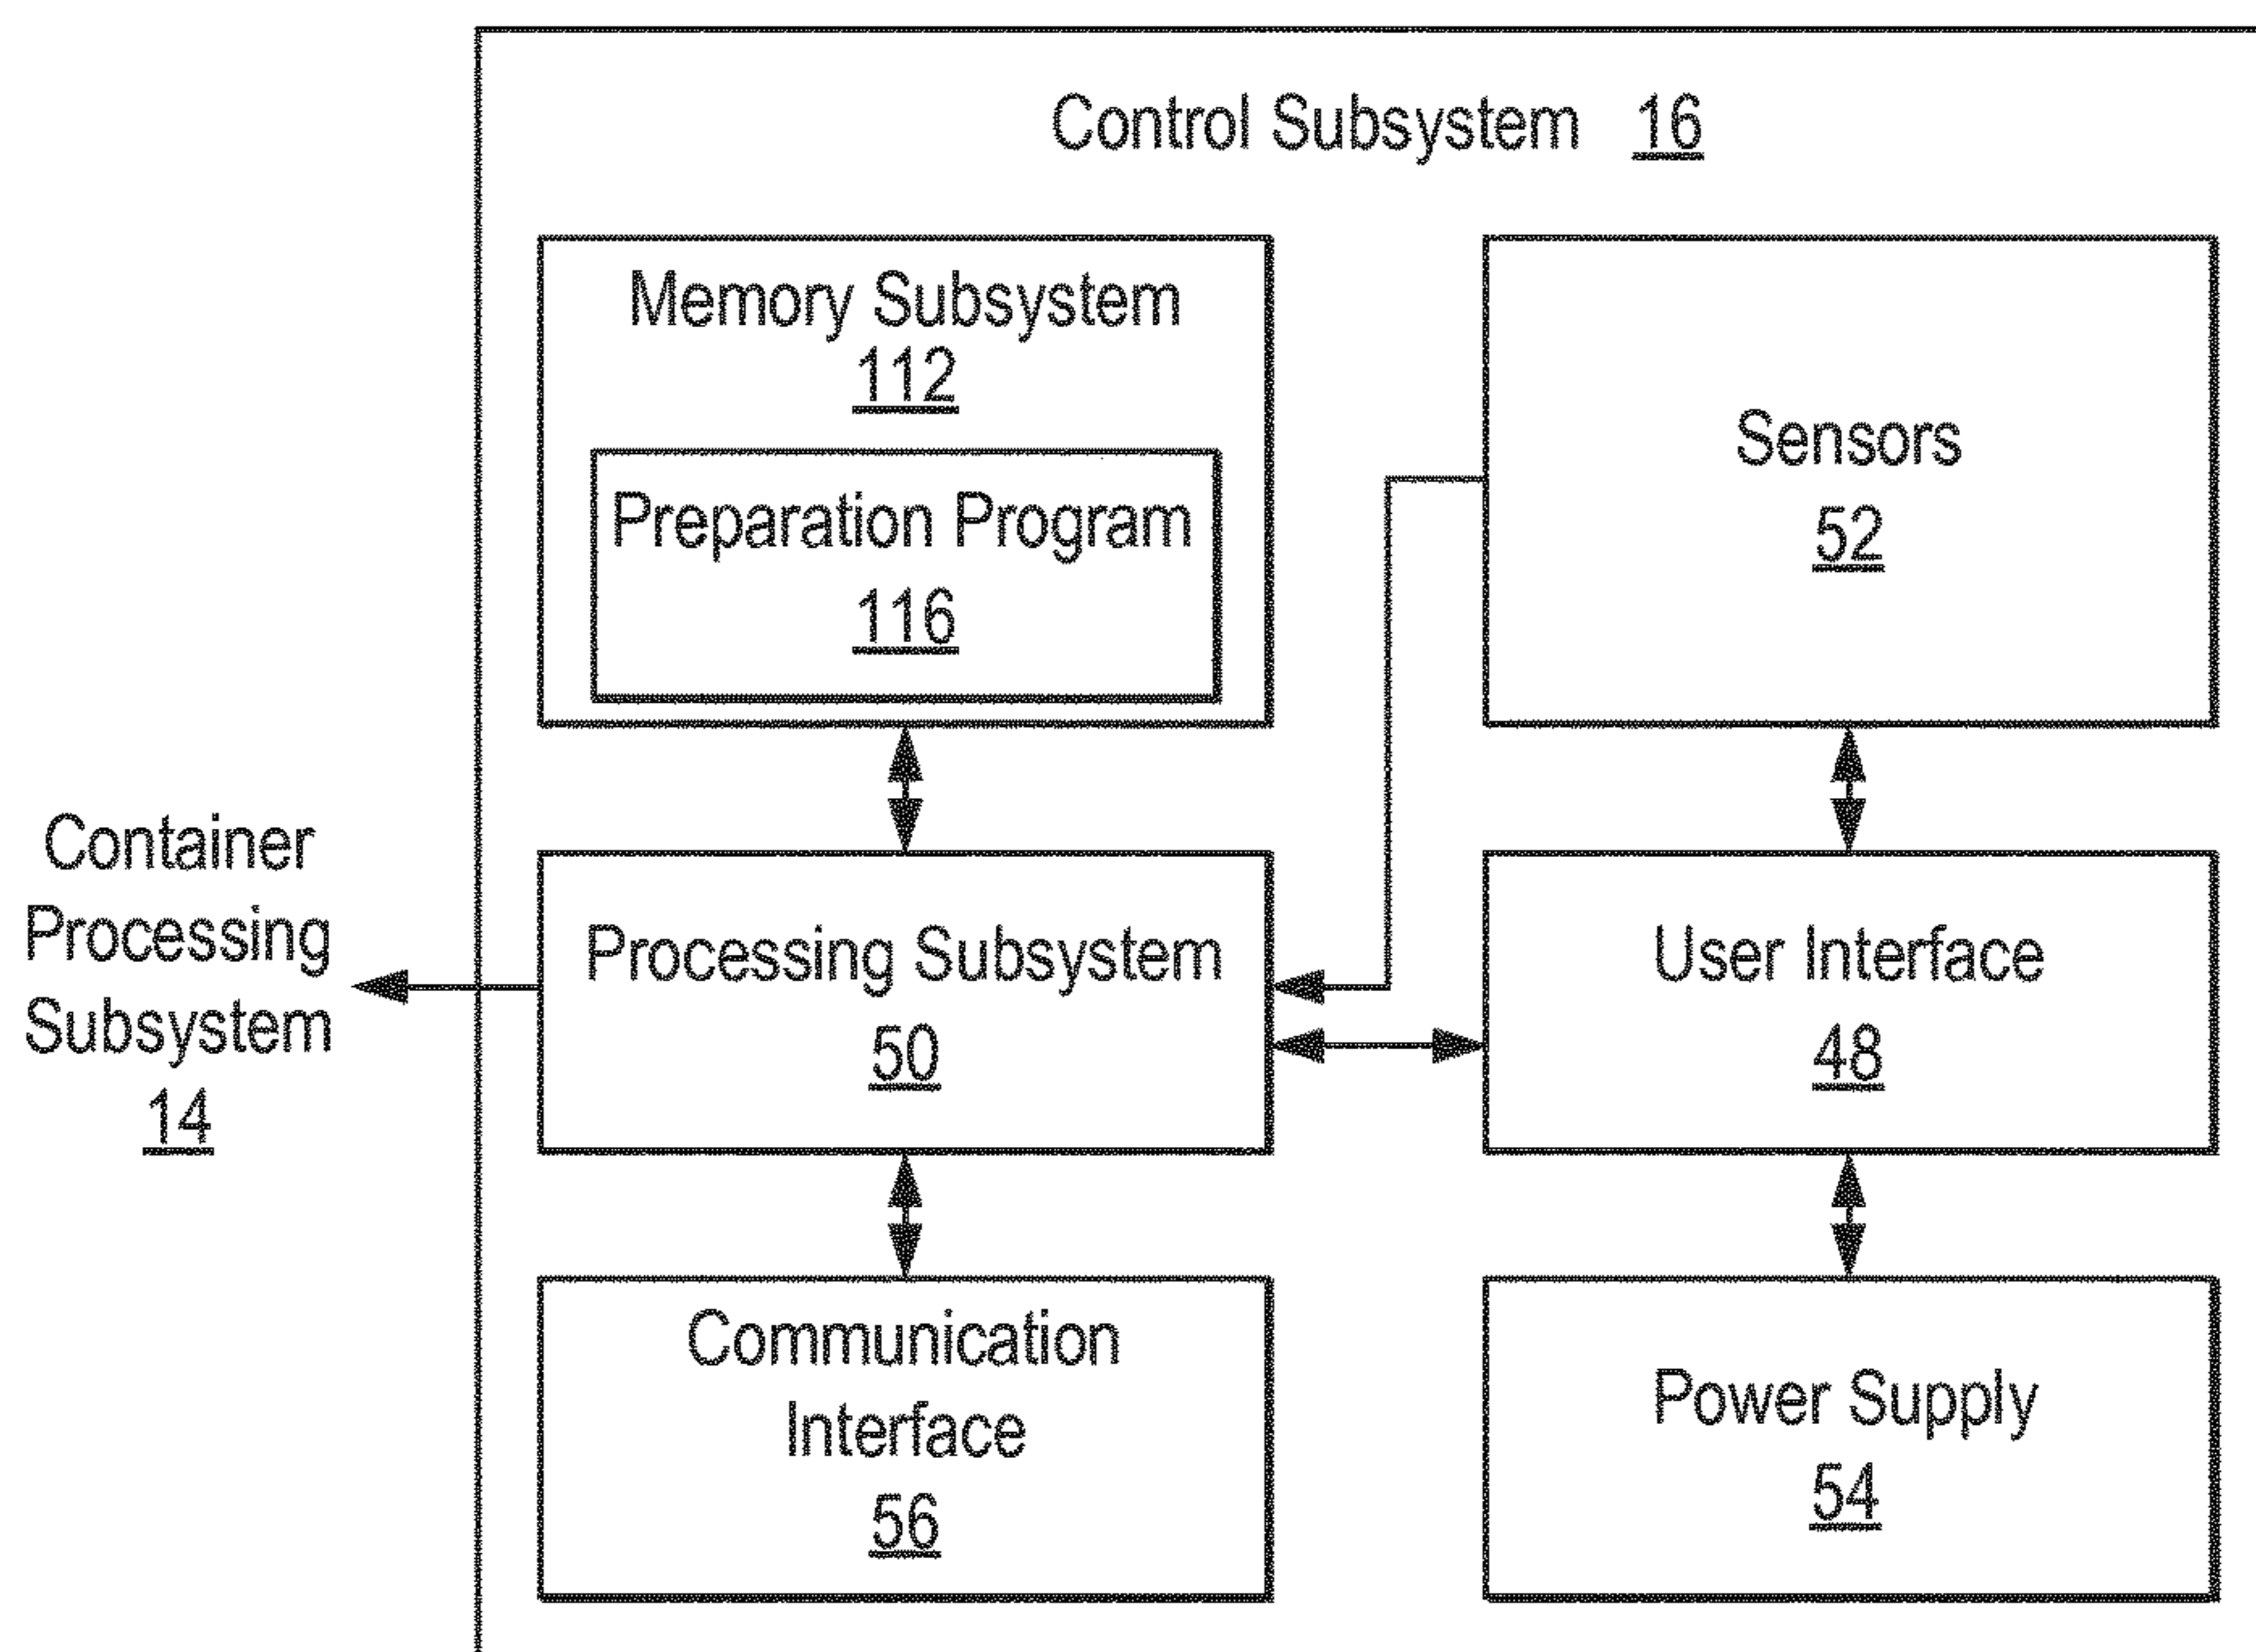 Control Subsystem 16
Memory Subsystem
112
Preparation Program
116
Sensors
52
Container
Processing
Subsystem
14
Processing Subsystem
50
User Interface
48
Communication
Interface
56
Power Supply
54